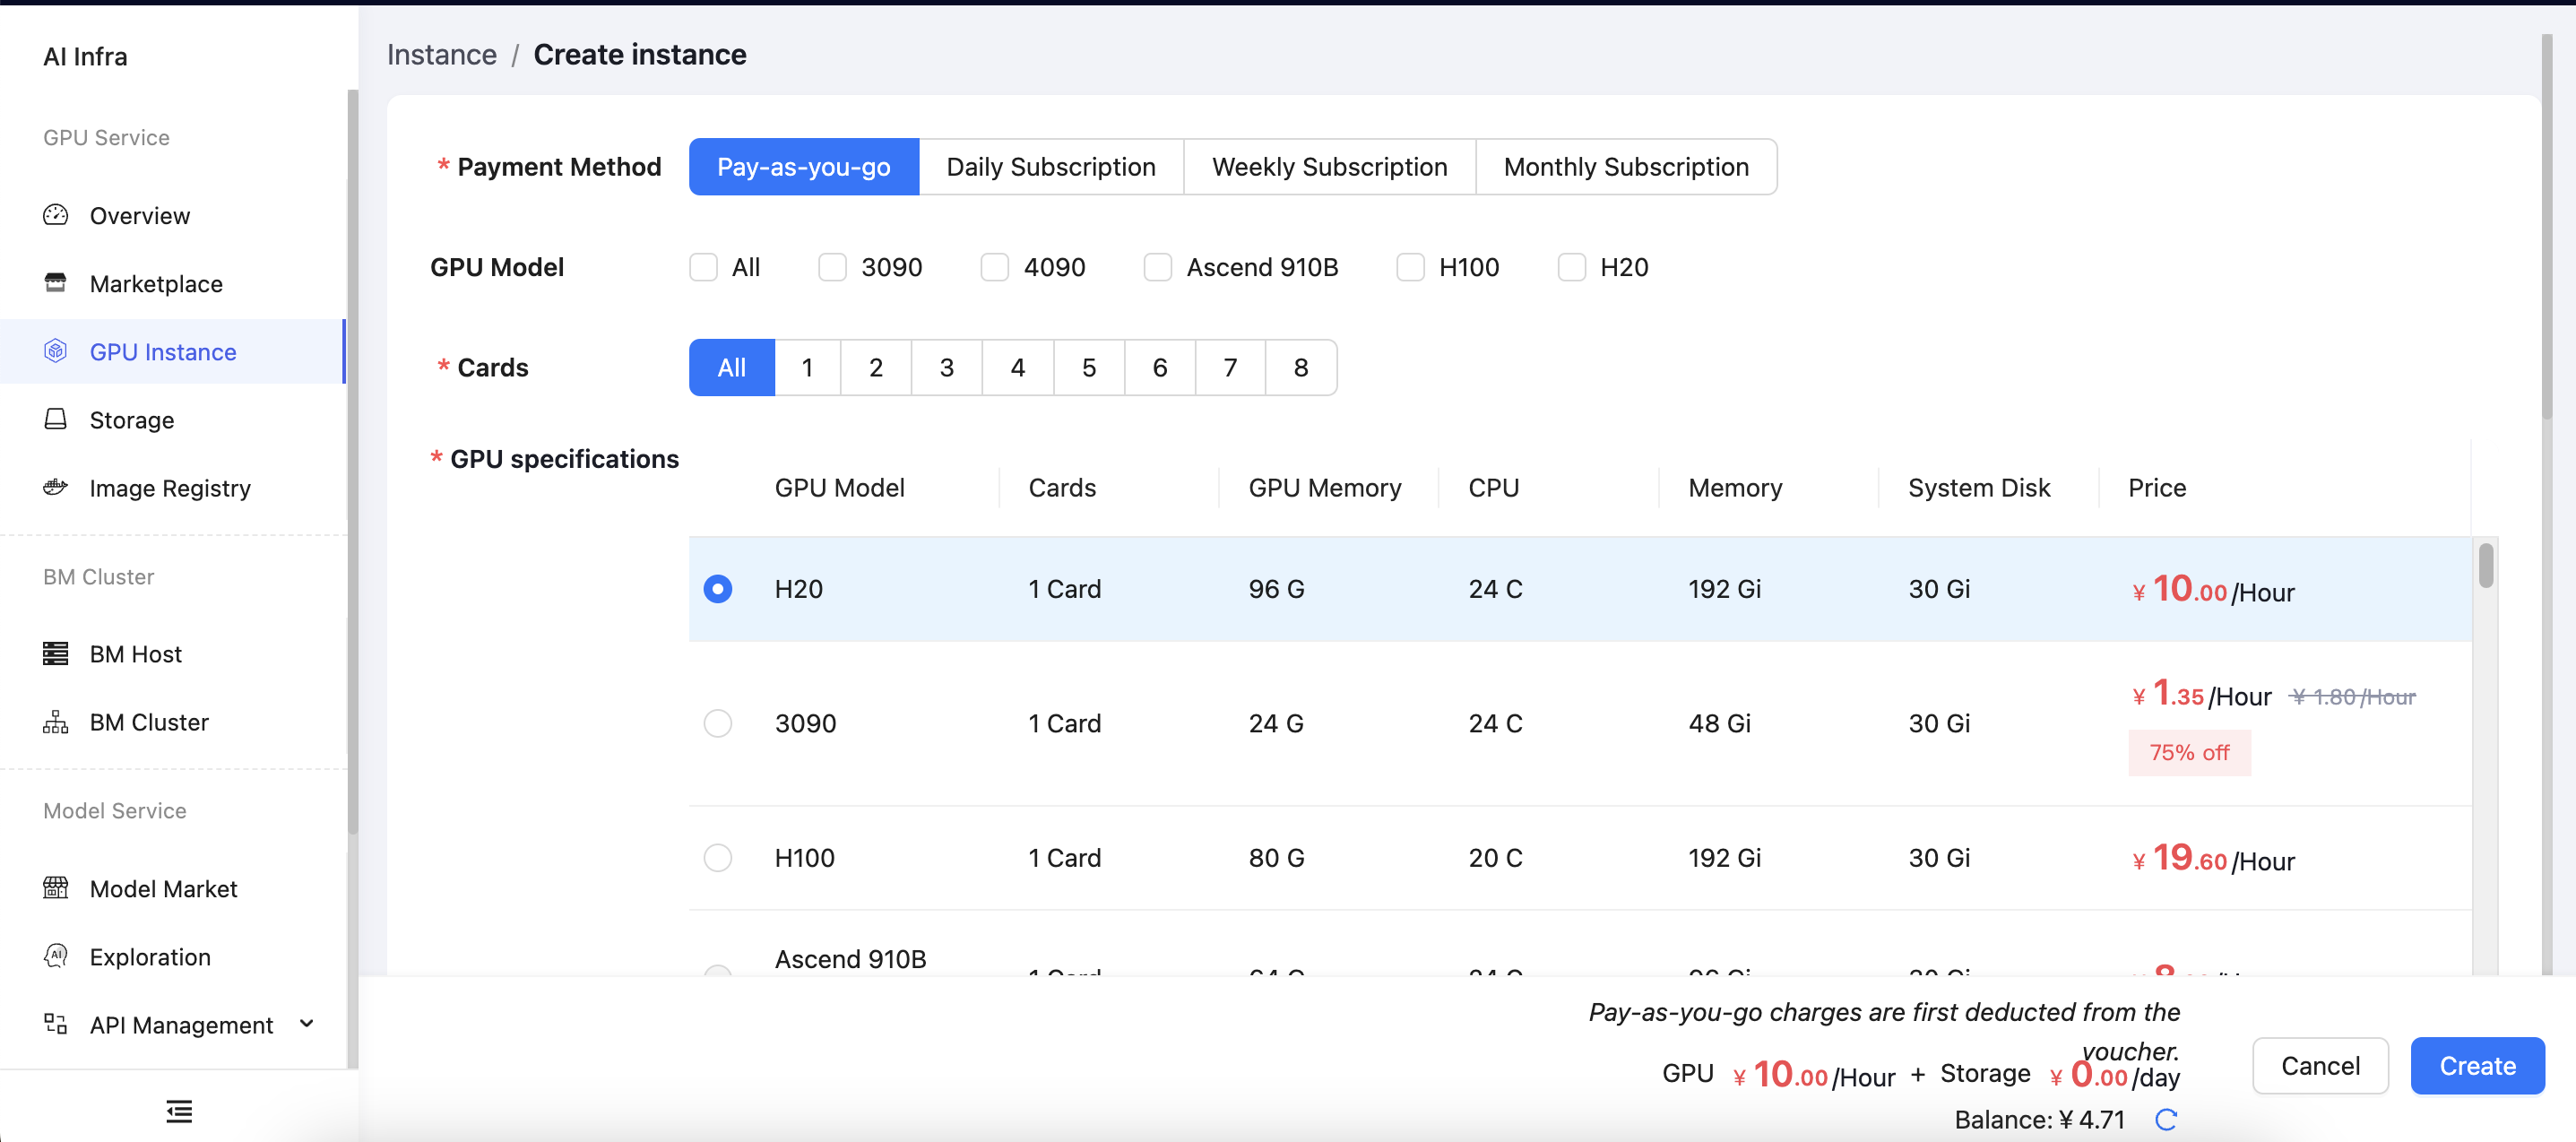 AI Infra
GPU Service
Overview
Marketplace
GPU Instance
Storage
Image Registry
BM Cluster
BM Host
BM Cluster
Model Service
Model Market
Exploration
API Management
Instance / Create instance
* Payment Method Pay-as-you-go Daily Subscription Weekly Subscription Monthly Subscription
GPU Model All 3090 4090 Ascend 910B H100 H20
* Cards All 1 2 3 4 5 6 7 8
* GPU specifications
GPU Model Cards GPU Memory CPU Memory System Disk Price
H20 1 Card 96 G 24 C 192 Gi 30 Gi ¥ 10.00/Hour
3090 1 Card 24 G 24 C 48 Gi 30 Gi ¥ 1.35/Hour ¥ 1.80/Hour
75% off
H100 1 Card 80 G 20 C 192 Gi 30 Gi ¥ 19.60/Hour
Ascend 910B
Pay-as-you-go charges are first deducted from the
voucher.
GPU ¥ 10.00/Hour + Storage ¥ 0.00/day
Balance: ¥ 4.71
Cancel
Create